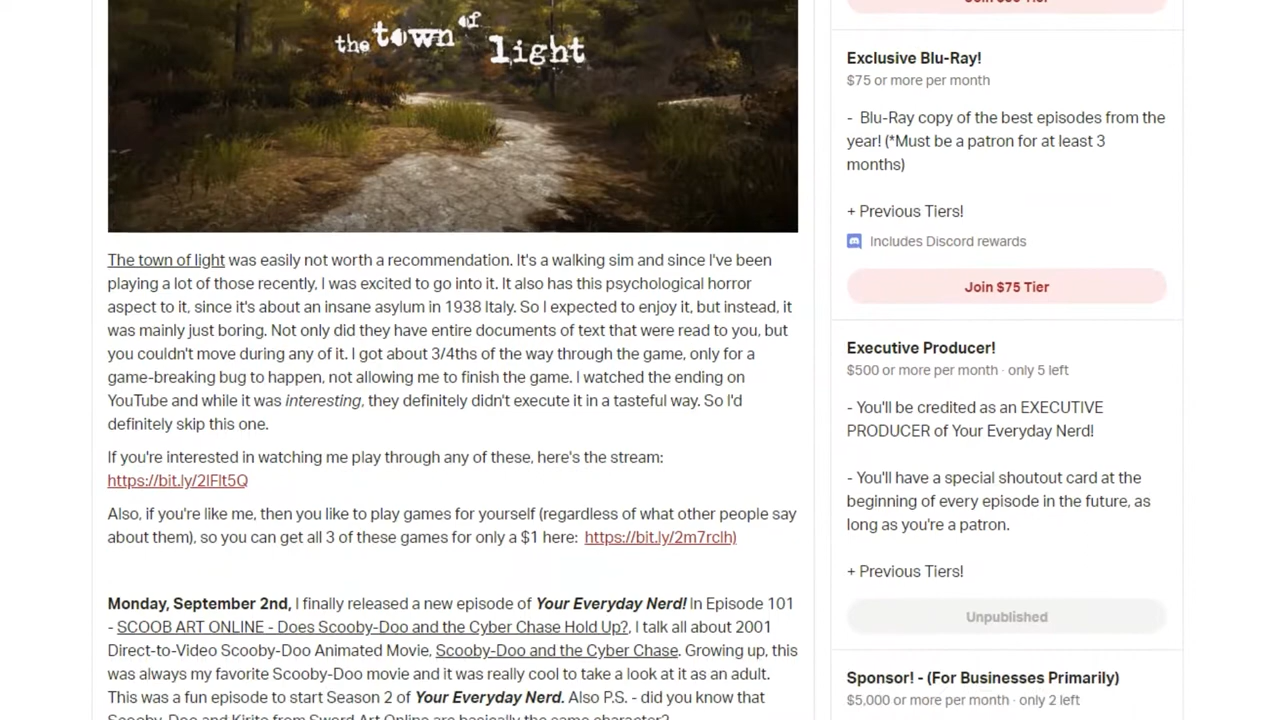 the town of light
The town of light was easily not worth a recommendation. It's a walking sim and since I've been
playing a lot of those recently, I was excited to go into it. It also has this psychological horror
aspect to it, since it's about an insane asylum in 1938 Italy. So I expected to enjoy it, but instead, it
was mainly just boring. Not only did they have entire documents of text that were read to you, but
you couldn't move during any of it. I got about 3/4ths of the way through the game, only for a
game-breaking bug to happen, not allowing me to finish the game. I watched the ending on
YouTube and while it was interesting, they definitely didn't execute it in a tasteful way. So I'd
definitely skip this one.
If you're interested in watching me play through any of these, here's the stream:
https://bit.ly/2lFlt5Q
Also, if you're like me, then you like to play games for yourself (regardless of what other people say
about them), so you can get all 3 of these games for only a $1 here: https://bit.ly/2m7rclh)
Monday, September 2nd, I finally released a new episode of Your Everyday Nerd! In Episode 101
- SCOOB ART ONLINE - Does Scooby-Doo and the Cyber Chase Hold Up?, I talk all about 2001
Direct-to-Video Scooby-Doo Animated Movie, Scooby-Doo and the Cyber Chase. Growing up, this
was always my favorite Scooby-Doo movie and it was really cool to take a look at it as an adult.
This was a fun episode to start Season 2 of Your Everyday Nerd. Also P.S. - did you know that
Scooby-Doo and Kirito from Sword Art Online are basically the same character?
Exclusive Blu-Ray!
$75 or more per month
- Blu-Ray copy of the best episodes from the
year! (*Must be a patron for at least 3
months)
+ Previous Tiers!
Includes Discord rewards
Join $75 Tier
Executive Producer!
$500 or more per month · only 5 left
- You'll be credited as an EXECUTIVE
PRODUCER of Your Everyday Nerd!
- You'll have a special shoutout card at the
beginning of every episode in the future, as
long as you're a patron.
+ Previous Tiers!
Unpublished
Sponsor! - (For Businesses Primarily)
$5,000 or more per month · only 2 left